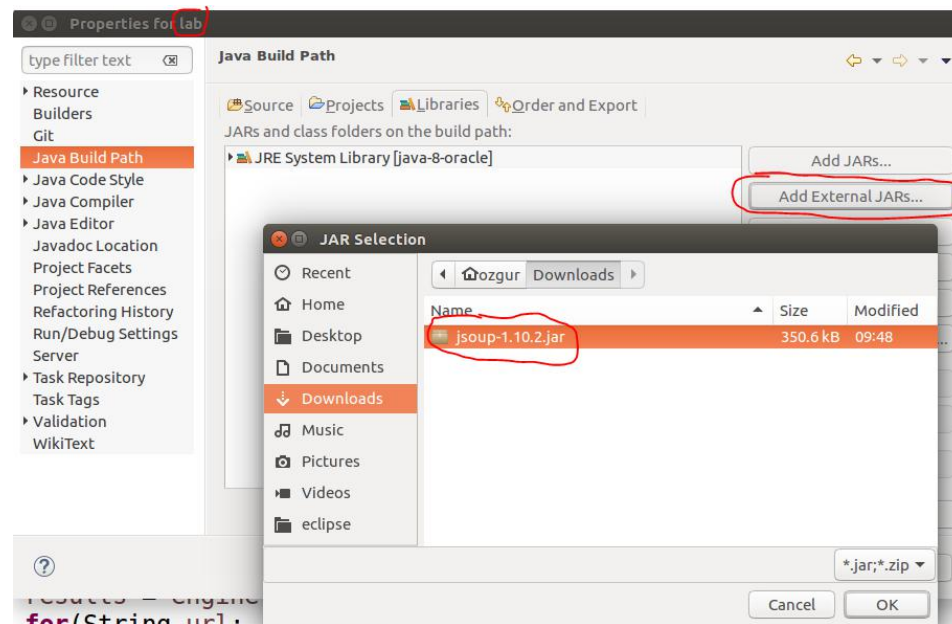 Properties for lab
type filter text
Java Build Path
Resource
Builders
Git
Java Build Path
Java Code Style
Java Compiler
Java Editor
Javadoc Location
Project Facets
Project References
Refactoring History
Run/Debug Settings
Server
Task Repository
Task Tags
Validation
WikiText
Source Projects Libraries Order and Export
JARs and class folders on the build path:
JRE System Library [java-8-oracle]
Add JARs...
Add External JARs...
JAR Selection
Recent
Home
Desktop
Documents
Downloads
Music
Pictures
Videos
eclipse
ozgur Downloads
Name Size Modified
jsoup-1.10.2.jar 350.6 kB 09:48
*.jar;*.zip
Cancel OK
for(String url: